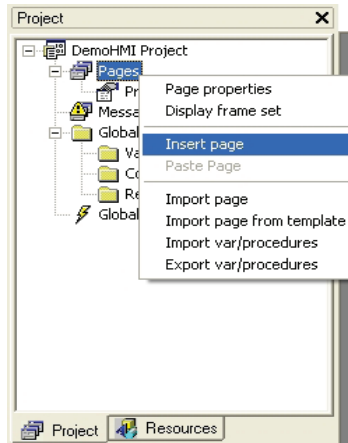 Project
DemoHMI Project
Pages
Pr
Page properties
Messa
Display frame set
Global
Insert page
Va
Paste Page
Co
Re
Import page
Global
Import page from template
Import var/procedures
Export var/procedures
Project
Resources